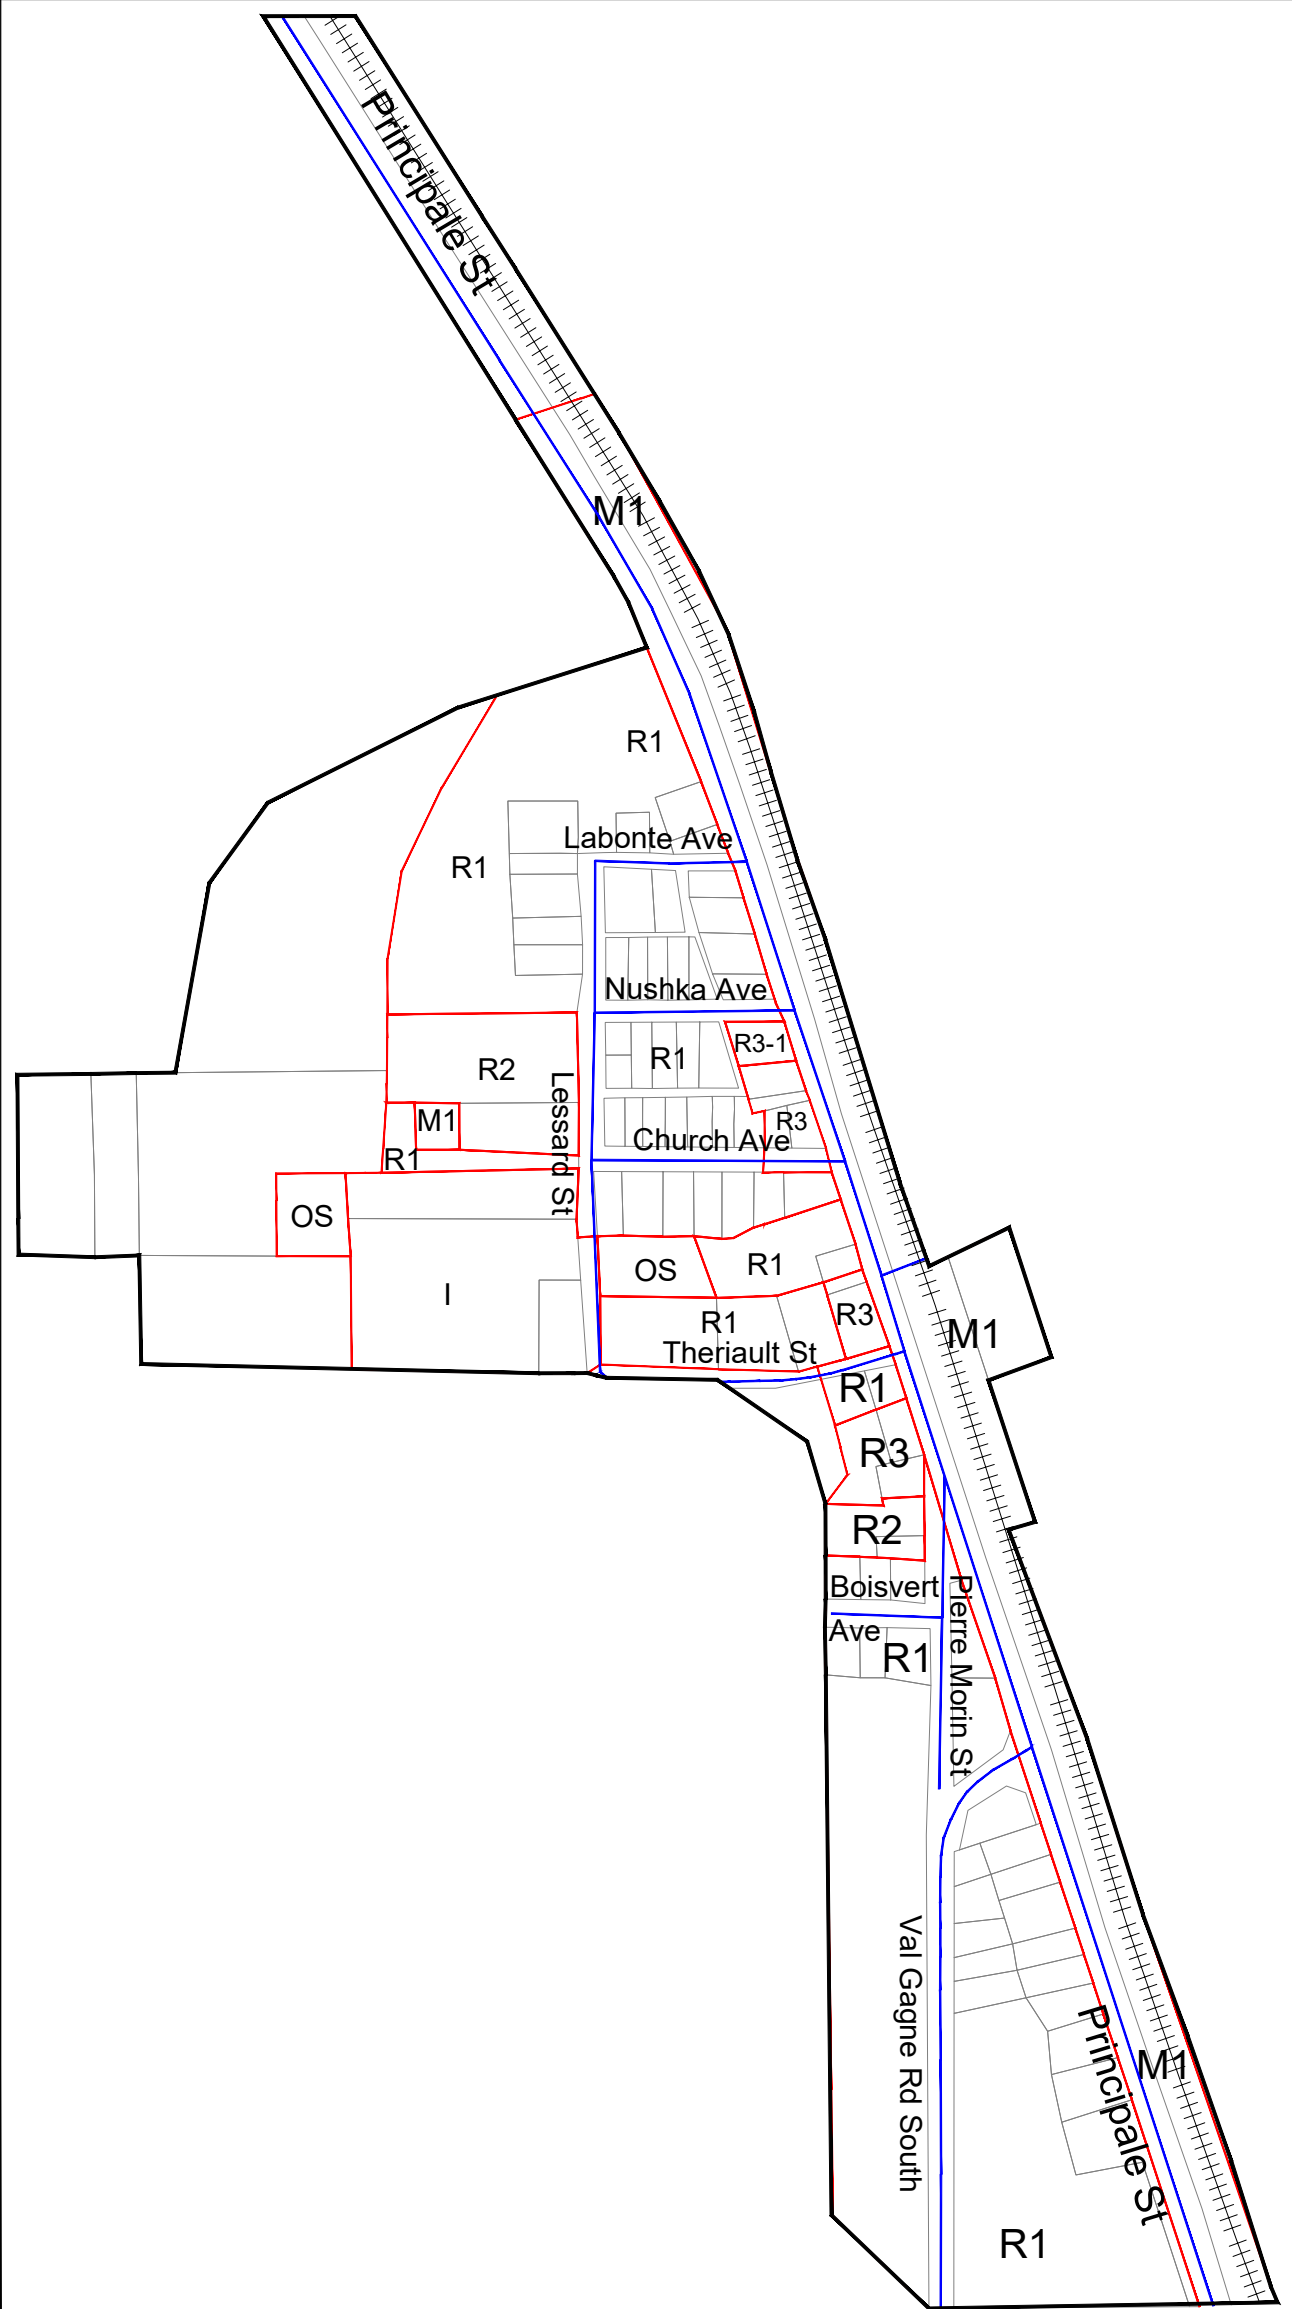 Principale St
M1
R1
Labonte Ave
R1
Nushka Ave
R3-1
R1
R2
Lessard St
M1
R3
Church Ave
R1
OS
R1
OS
I
R3
R1
M1
Theriault St
R1
R3
R2
Boisvert
Ave
Pierre Morin St
R1
Val Gagne Rd South
Principale St
M1
R1